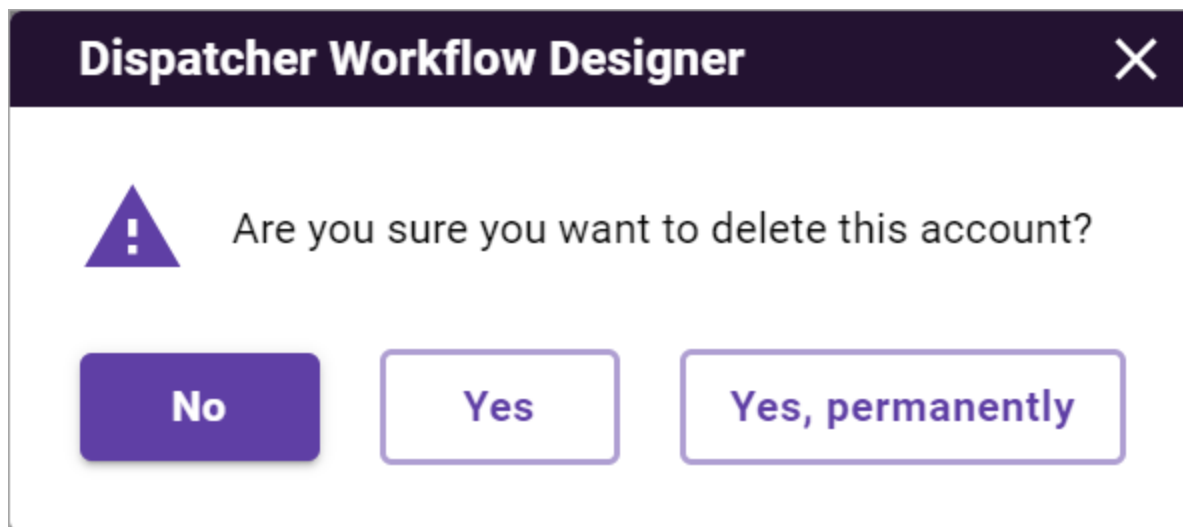 Dispatcher Workflow Designer
Are you sure you want to delete this account?
No
Yes
Yes, permanently